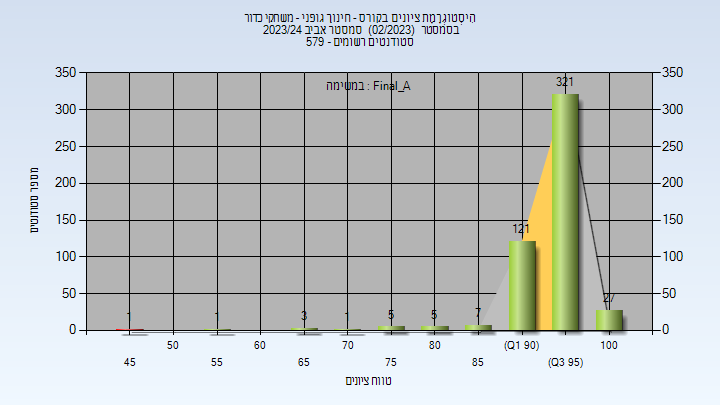 היסטוגרמת ציונים בקורס - חינוך גופני - משחקי כדור
בסמסטר (02/2023) סמסטר אביב 2023/24
סטודנטים רשומים - 579
במשימה : Final_A
350 350
300 300
250 250
200 200
150 150
100 100
50 50
0 0
מספר סטודנטים
1 1 3 1 5 5 7 121 321 27
50 60 70 80 (Q1 90) 100
45 55 65 75 85 (Q3 95)
טווח ציונים